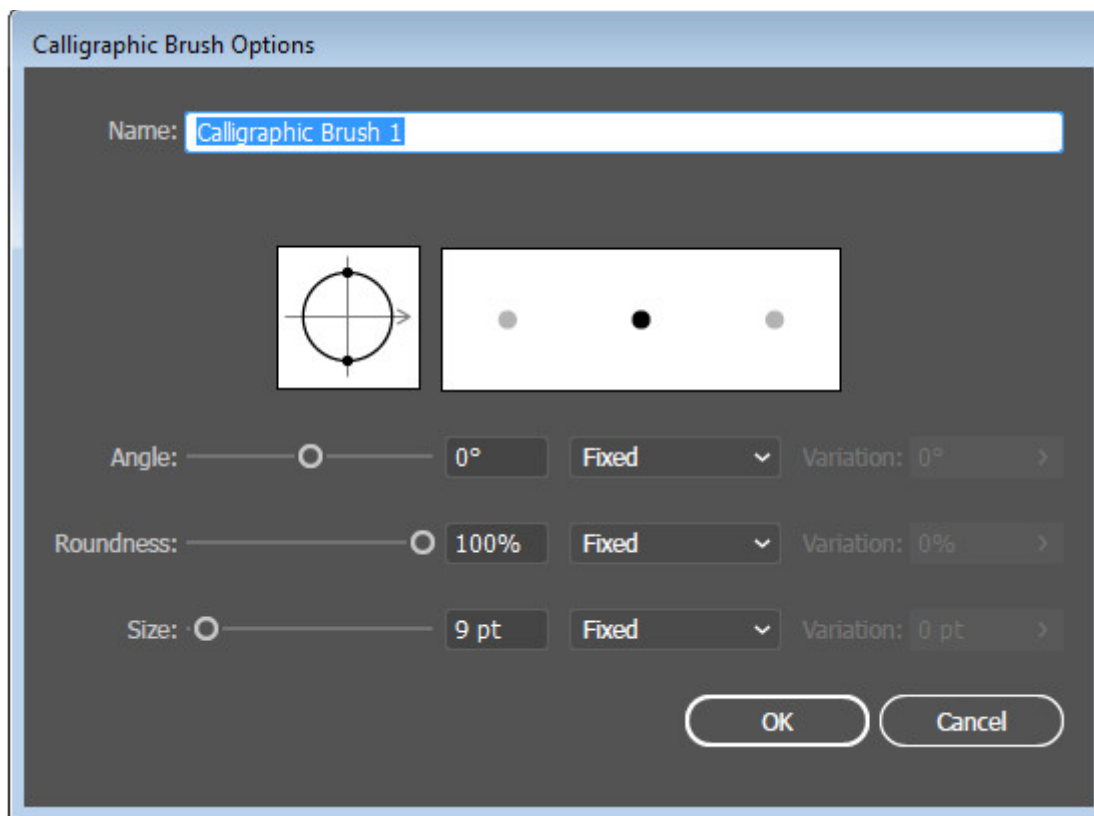 Calligraphic Brush Options
Name: Calligraphic Brush 1
Angle: 0° Fixed Variation: 0°
Roundness: 100% Fixed Variation: 0%
Size: 9 pt Fixed Variation: 0 pt
OK Cancel